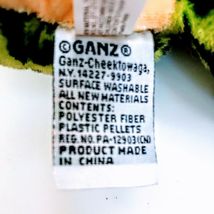 ©GANZ®
Ganz-Cheektowaga,
N.Y. 14227-9903
SURFACE WASHABLE
ALL NEW MATERIALS
CONTENTS:
POLYESTER FIBER
PLASTIC PELLETS
REG. NO. PA-12903(CN)
PRODUCT MADE
IN CHINA